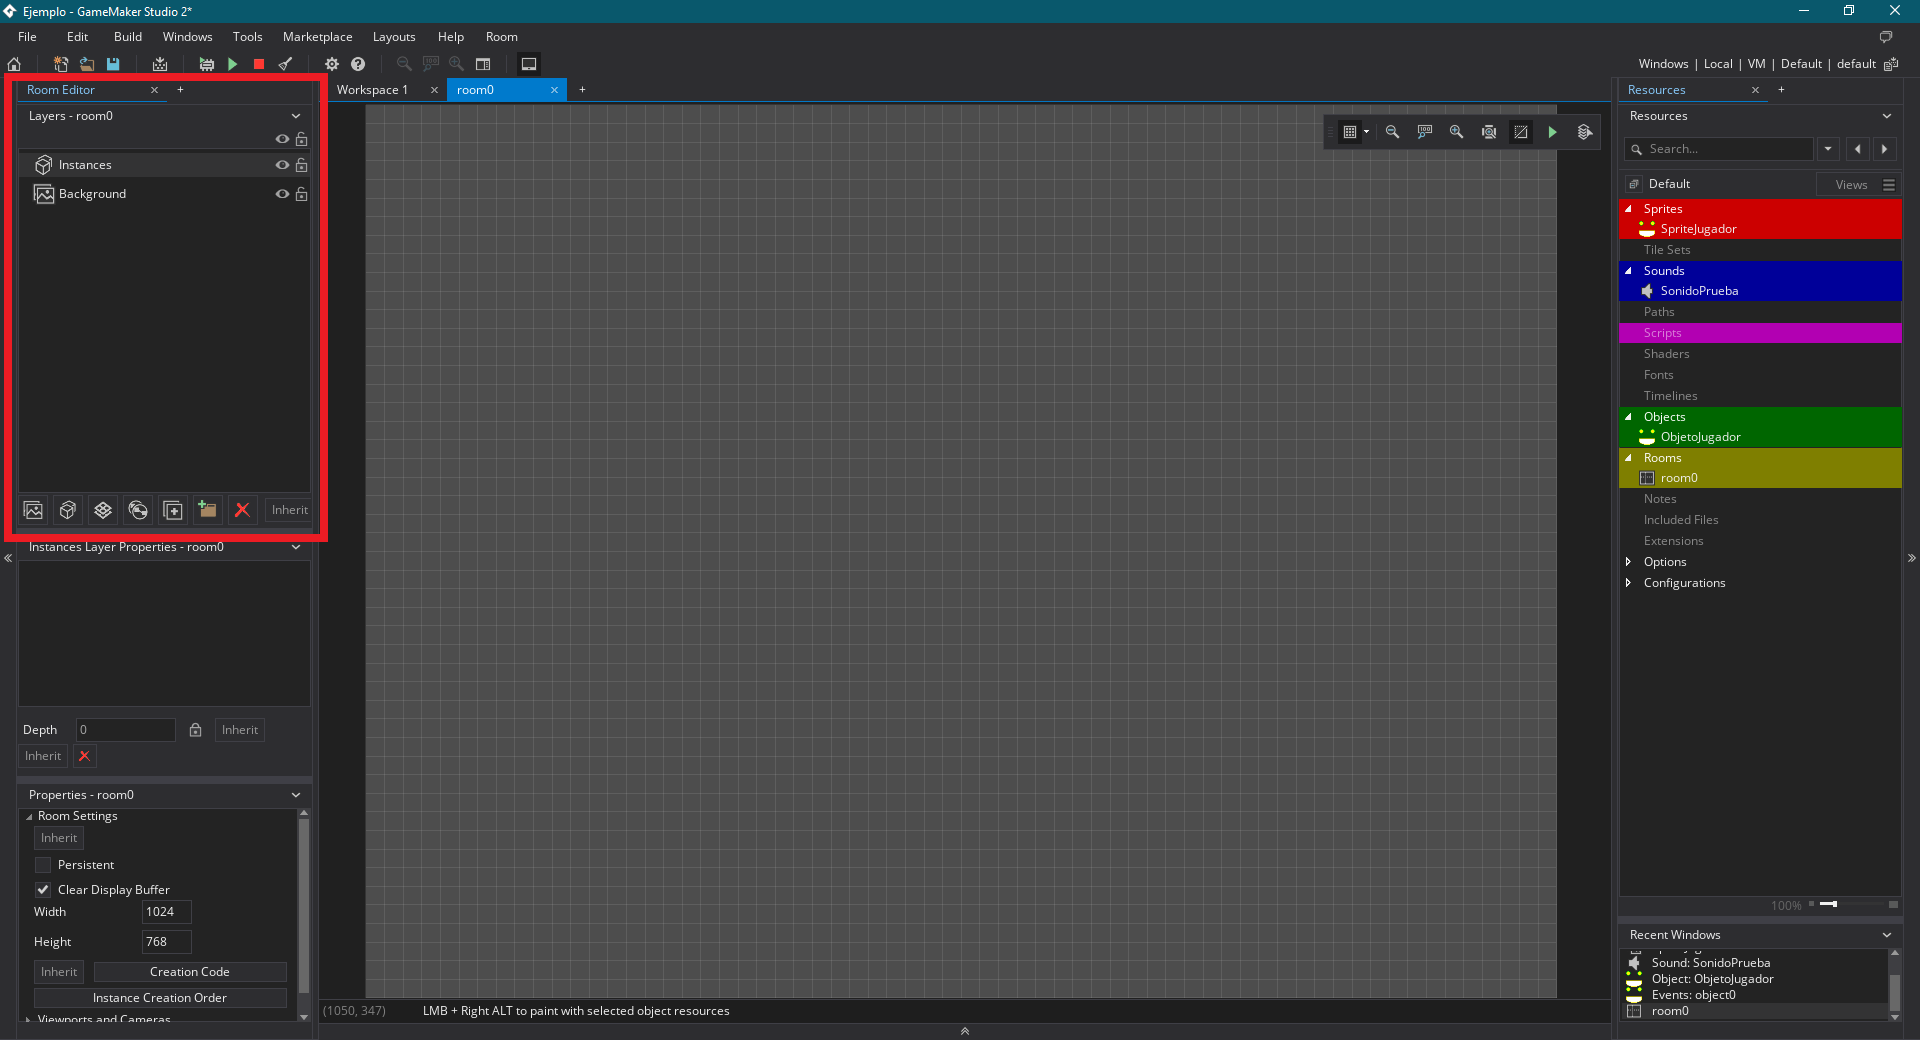 Ejemplo - GameMaker Studio 2*
File Edit Build Windows Tools Marketplace Layouts Help Room
Windows | Local | VM | Default | default
Room Editor
Layers - room0
Instances
Background
Inherit
Instances Layer Properties - room0
Depth 0 Inherit
Inherit
Properties - room0
Room Settings
Inherit
Persistent
Clear Display Buffer
Width 1024
Height 768
Inherit Creation Code
Instance Creation Order
Viewports and Cameras
Workspace 1 room0
(1050, 347) LMB + Right ALT to paint with selected object resources
Resources
Resources
Search...
Default Views
Sprites
SpriteJugador
Tile Sets
Sounds
SonidoPrueba
Paths
Scripts
Shaders
Fonts
Timelines
Objects
ObjetoJugador
Rooms
room0
Notes
Included Files
Extensions
Options
Configurations
100%
Recent Windows
Sound: SonidoPrueba
Object: ObjetoJugador
Events: object0
room0